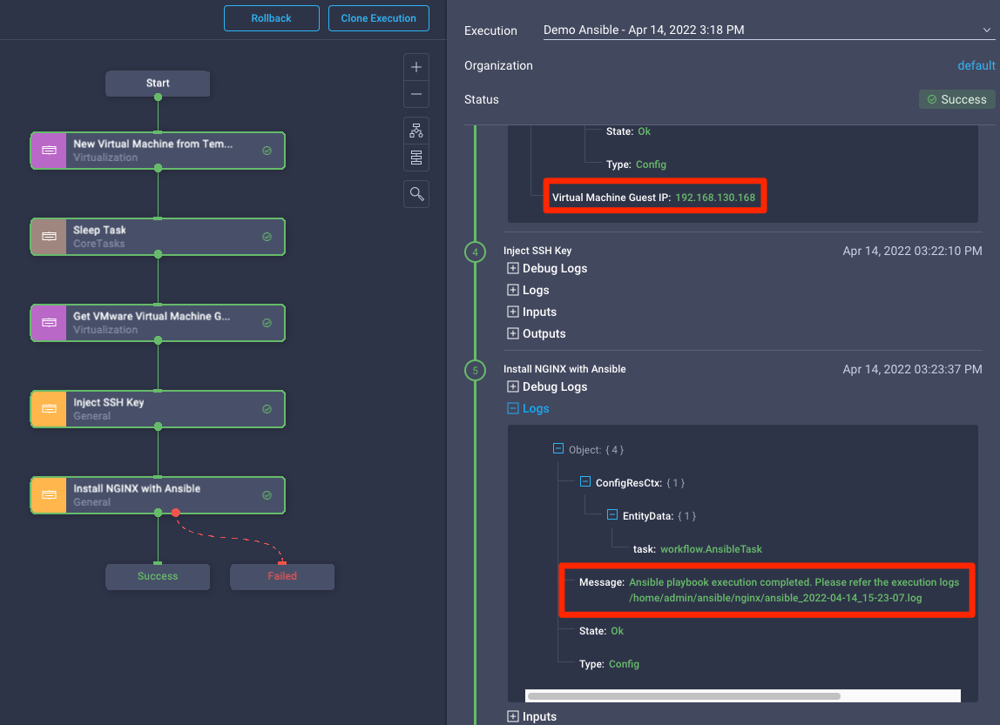 Rollback
Clone Execution
Start
New Virtual Machine from Tem...
Virtualization
Sleep Task
CoreTasks
Get VMware Virtual Machine G...
Virtualization
Inject SSH Key
General
Install NGINX with Ansible
General
Success
Failed
Execution
Demo Ansible - Apr 14, 2022 3:18 PM
Organization
default
Status
Success
State: Ok
Type: Config
Virtual Machine Guest IP: 192.168.130.168
4
Inject SSH Key
Apr 14, 2022 03:22:10 PM
Debug Logs
Logs
Inputs
Outputs
5
Install NGINX with Ansible
Apr 14, 2022 03:23:37 PM
Debug Logs
Logs
Object: { 4 }
ConfigResCtx: { 1 }
EntityData: { 1 }
task: workflow.AnsibleTask
Message: Ansible playbook execution completed. Please refer the execution logs
/home/admin/ansible/nginx/ansible_2022-04-14_15-23-07.log
State: Ok
Type: Config
Inputs